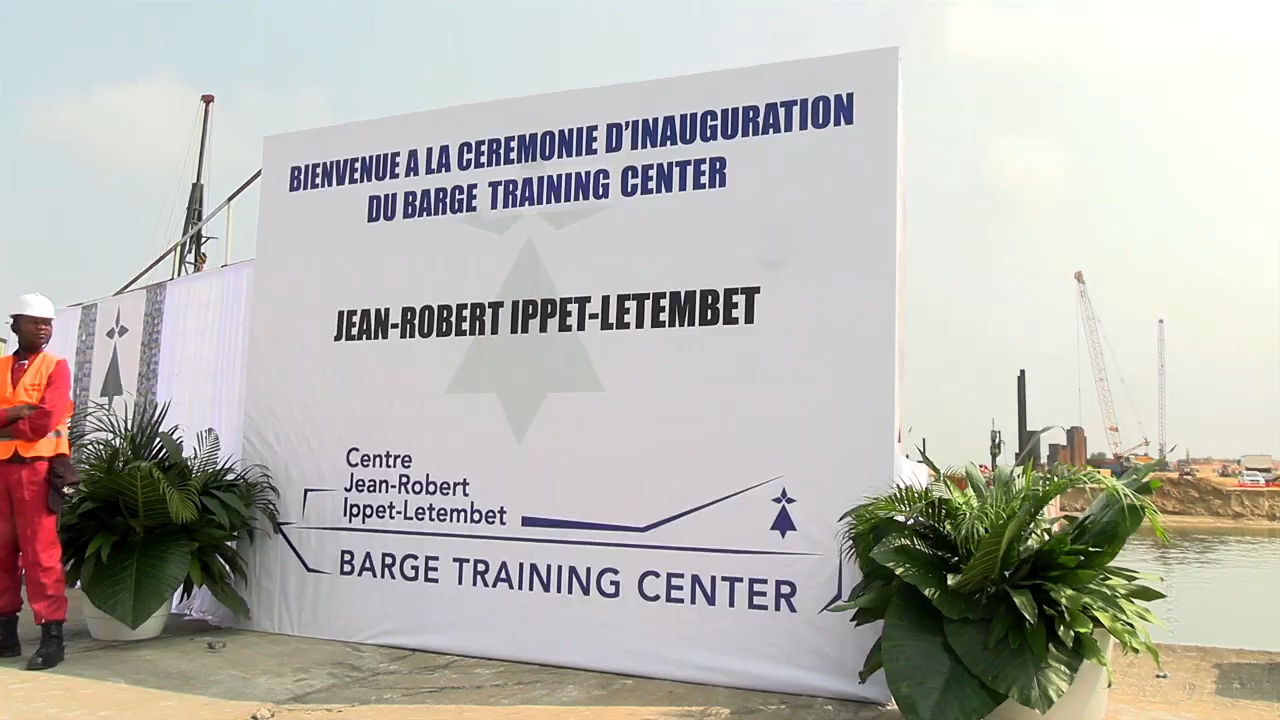 BIENVENUE A LA CEREMONIE D'INAUGURATION
DU BARGE TRAINING CENTER
JEAN-ROBERT IPPET-LETEMBET
Centre
Jean-Robert
Ippet-Letembet
BARGE TRAINING CENTER